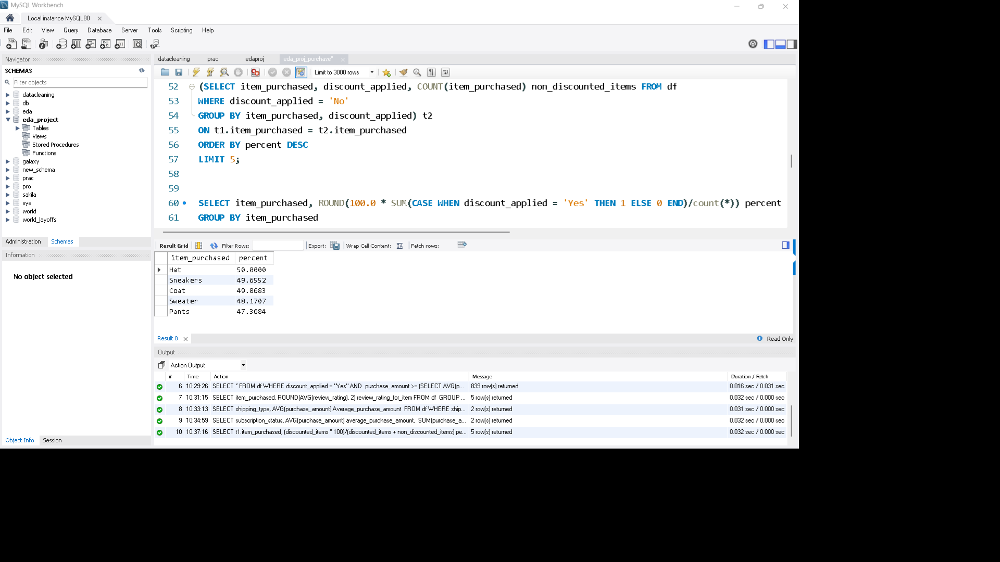 MySQL Workbench
Local instance MySQL80
File Edit View Query Database Server Tools Scripting Help
Navigator
SCHEMAS
Filter objects
datacleaning
db
eda
eda_project
Tables
Views
Stored Procedures
Functions
galaxy
new_schema
prac
pro
sakila
sys
world
world_layoffs
Administration Schemas
Information
No object selected
Object Info Session
datacleaning prac edaproj eda_proj_purchase*
Limit to 3000 rows
52 (SELECT item_purchased, discount_applied, COUNT(item_purchased) non_discounted_items FROM df
53 WHERE discount_applied = 'No'
54 GROUP BY item_purchased, discount_applied) t2
55 ON t1.item_purchased = t2.item_purchased
56 ORDER BY percent DESC
57 LIMIT 5;
58
59
60 SELECT item_purchased, ROUND(100.0 * SUM(CASE WHEN discount_applied = 'Yes' THEN 1 ELSE 0 END)/count(*)) percent
61 GROUP BY item_purchased
Result Grid Filter Rows: Export: Wrap Cell Content: Fetch rows:
item_purchased percent
Hat 50.0000
Sneakers 49.6552
Coat 49.0683
Sweater 48.1707
Pants 47.3684
Result 8 Read Only
Output
Action Output
# Time Action Message Duration / Fetch
6 10:29:26 SELECT * FROM df WHERE discount_applied = "Yes" AND purchase_amount >= (SELECT AVG(p... 839 row(s) returned 0.016 sec / 0.031 sec
7 10:31:15 SELECT item_purchased, ROUND(AVG(review_rating), 2) review_rating_for_item FROM df GROUP ... 5 row(s) returned 0.032 sec / 0.000 sec
8 10:33:13 SELECT shipping_type, AVG(purchase_amount) Average_purchase_amount FROM df WHERE ship... 2 row(s) returned 0.031 sec / 0.000 sec
9 10:34:59 SELECT subscription_status, AVG(purchase_amount) average_purchase_amount, SUM(purchase_a... 2 row(s) returned 0.032 sec / 0.000 sec
10 10:37:16 SELECT t1.item_purchased, (discounted_items * 100)/(discounted_items + non_discounted_items) pe... 5 row(s) returned 0.032 sec / 0.000 sec